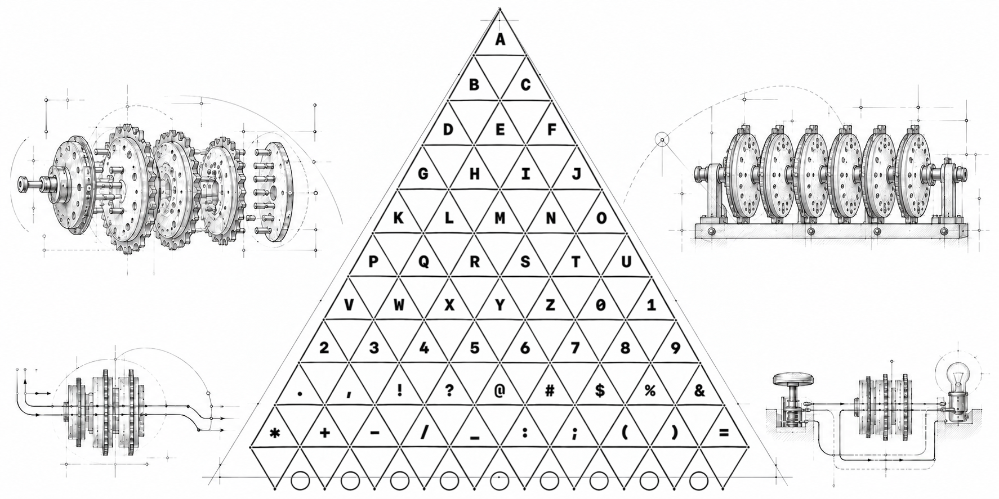 A
B C
D E F
G H I J
K L M N O
P Q R S T U
V W X Y Z 0 1
2 3 4 5 6 7 8 9
. , ! ? @ # $ % &
* + - / _ : ; ( ) =